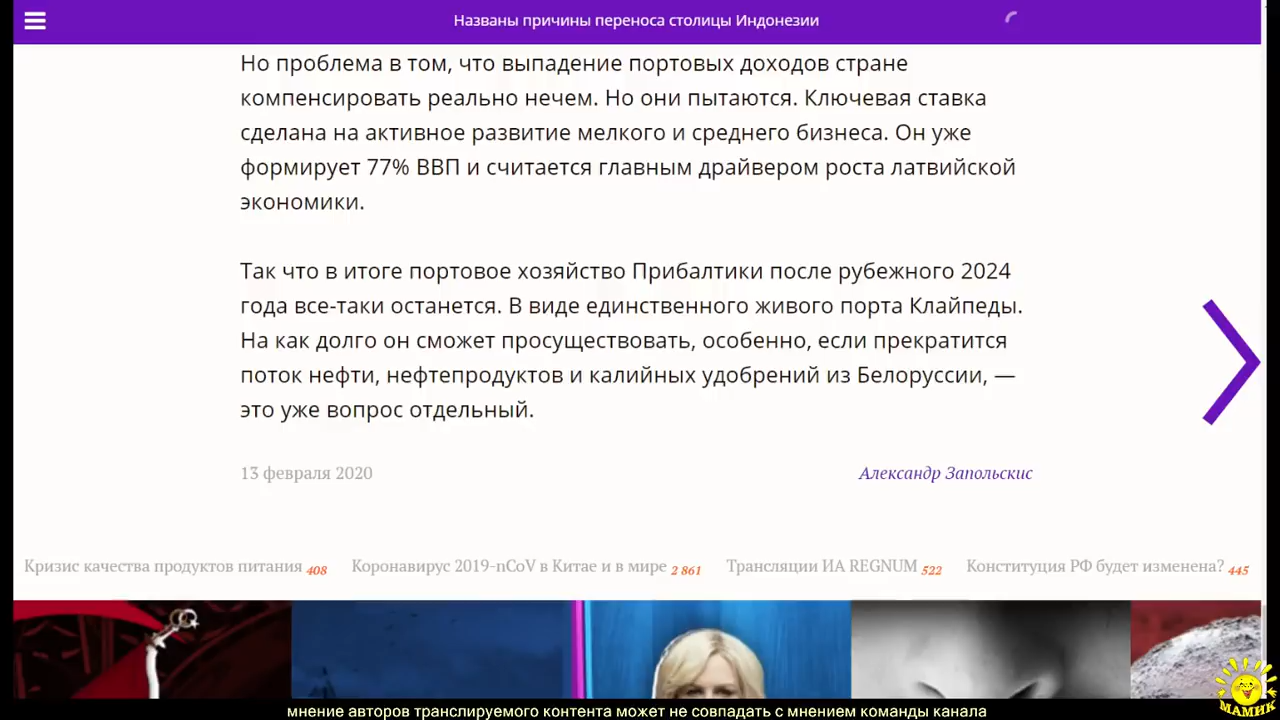 Названы причины переноса столицы Индонезии
Но проблема в том, что выпадение портовых доходов стране
компенсировать реально нечем. Но они пытаются. Ключевая ставка
сделана на активное развитие мелкого и среднего бизнеса. Он уже
формирует 77% ВВП и считается главным драйвером роста латвийской
экономики.
Так что в итоге портовое хозяйство Прибалтики после рубежного 2024
года все-таки останется. В виде единственного живого порта Клайпеды.
На как долго он сможет просуществовать, особенно, если прекратится
поток нефти, нефтепродуктов и калийных удобрений из Белоруссии, —
это уже вопрос отдельный.
13 февраля 2020 Александр Запольскис
Кризис качества продуктов питания 408 Коронавирус 2019-nCoV в Китае и в мире 2 861 Трансляции ИА REGNUM 522 Конституция РФ будет изменена? 445
МАМИК
мнение авторов транслируемого контента может не совпадать с мнением команды канала